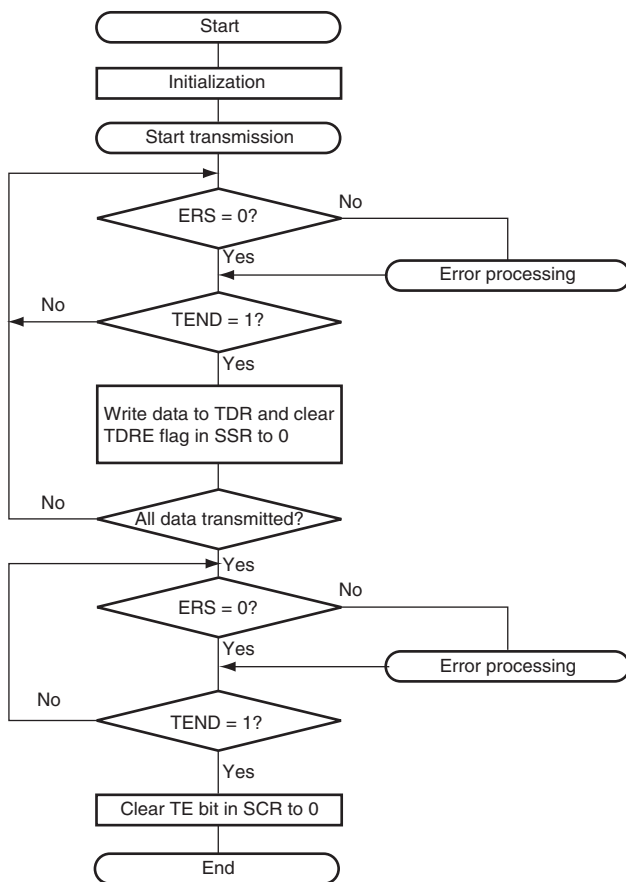 Start
Initialization
Start transmission
ERS = 0?
No
Yes
Error processing
No
TEND = 1?
Yes
Write data to TDR and clear
TDRE flag in SSR to 0
No
All data transmitted?
Yes
ERS = 0?
No
Yes
Error processing
No
TEND = 1?
Yes
Clear TE bit in SCR to 0
End